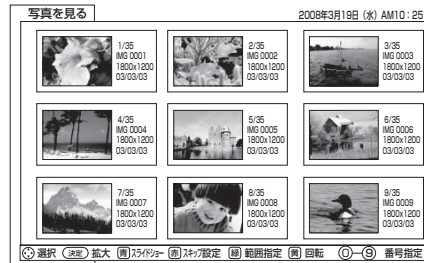 写真を見る
2008年3月19日 (水) AM10:25
1/35
IMG 0001
1800x1200
03/03/03
2/35
IMG 0002
1800x1200
03/03/03
3/35
IMG 0003
1800x1200
03/03/03
4/35
IMG 0004
1800x1200
03/03/03
5/35
IMG 0005
1800x1200
03/03/03
6/35
IMG 0006
1800x1200
03/03/03
7/35
IMG 0007
1800x1200
03/03/03
8/35
IMG 0008
1800x1200
03/03/03
9/35
IMG 0009
1800x1200
03/03/03
選択 決定 拡大 青 スライドショー 赤 スキップ設定 緑 範囲指定 黄 回転 0–9 番号指定